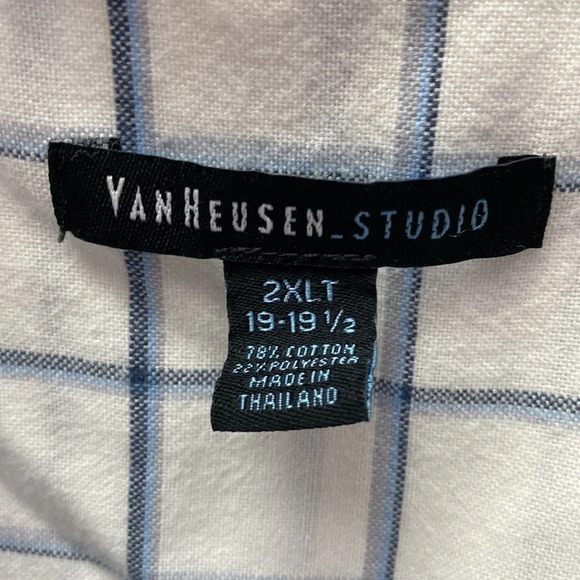 VANHEUSEN_STUDIO
2XLT
19-19 1/2
78% COTTON
22% POLYESTER
MADE IN
THAILAND